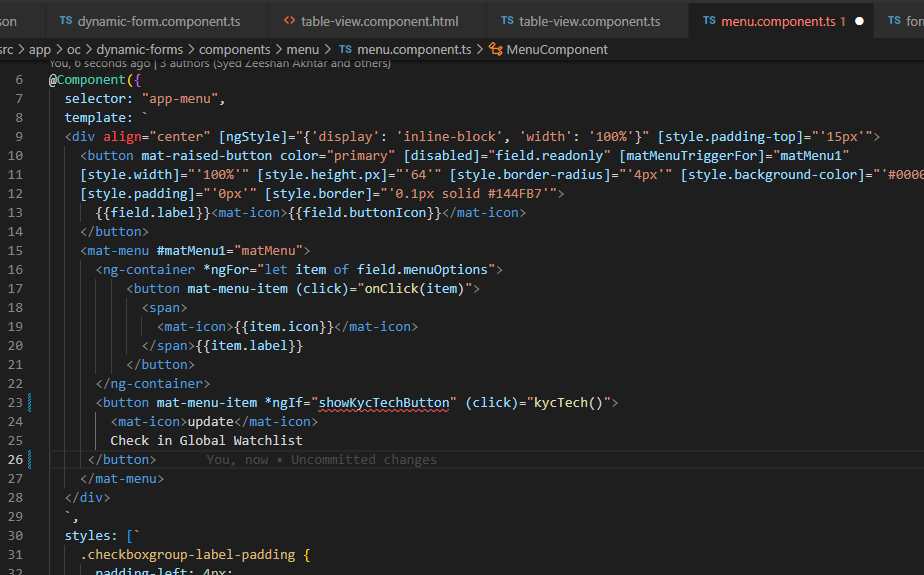 son TS dynamic-form.component.ts <> table-view.component.html TS table-view.component.ts TS menu.component.ts 1 ● TS for
src > app > oc > dynamic-forms > components > menu > TS menu.component.ts > MenuComponent
You, 6 seconds ago | 3 authors (Syed Zeeshan Akhtar and others)
6 @Component({
7 selector: "app-menu",
8 template: `
9 <div align="center" [ngStyle]="{'display': 'inline-block', 'width': '100%'}" [style.padding-top]="'15px'">
10 <button mat-raised-button color="primary" [disabled]="field.readonly" [matMenuTriggerFor]="matMenu1"
11 [style.width]="'100%'" [style.height.px]="'64'" [style.border-radius]="'4px'" [style.background-color]="'#0000
12 [style.padding]="'0px'" [style.border]="'0.1px solid #144FB7'">
13 {{field.label}}<mat-icon>{{field.buttonIcon}}</mat-icon>
14 </button>
15 <mat-menu #matMenu1="matMenu">
16 <ng-container *ngFor="let item of field.menuOptions">
17 <button mat-menu-item (click)="onClick(item)">
18 <span>
19 <mat-icon>{{item.icon}}</mat-icon>
20 </span>{{item.label}}
21 </button>
22 </ng-container>
23 <button mat-menu-item *ngIf="showKycTechButton" (click)="kycTech()">
24 <mat-icon>update</mat-icon>
25 Check in Global Watchlist
26 </button> You, now • Uncommitted changes
27 </mat-menu>
28 </div>
29 `,
30 styles: [`
31 .checkboxgroup-label-padding {
32 padding-left: 4px;